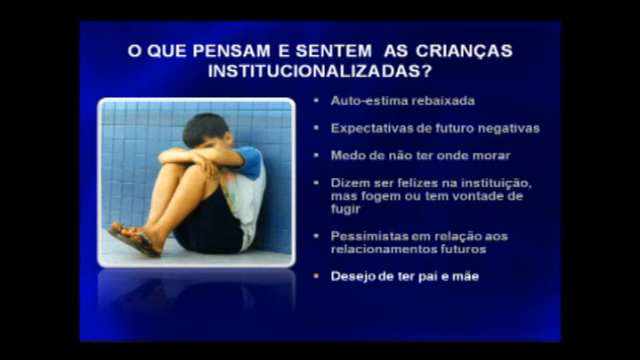 O QUE PENSAM E SENTEM AS CRIANÇAS
INSTITUCIONALIZADAS?
Auto-estima rebaixada
Expectativas de futuro negativas
Medo de não ter onde morar
Dizem ser felizes na instituição,
mas fogem ou tem vontade de
fugir
Pessimistas em relação aos
relacionamentos futuros
Desejo de ter pai e mãe